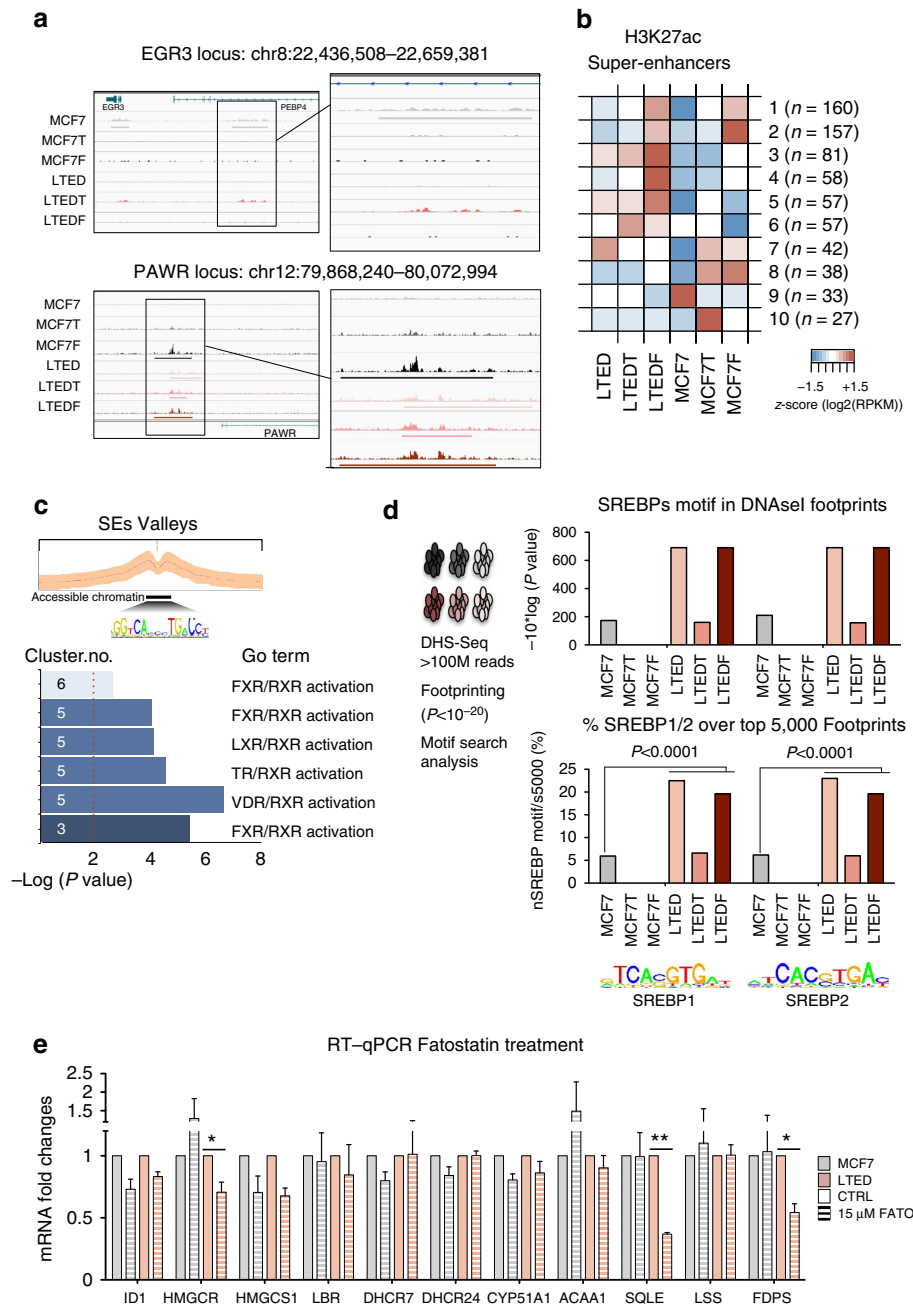 a
EGR3 locus: chr8:22,436,508–22,659,381
EGR3
PEBP4
MCF7
MCF7T
MCF7F
LTED
LTEDT
LTEDF
PAWR locus: chr12:79,868,240–80,072,994
MCF7
MCF7T
MCF7F
LTED
LTEDT
LTEDF
PAWR
b
H3K27ac
Super-enhancers
1 (n = 160)
2 (n = 157)
3 (n = 81)
4 (n = 58)
5 (n = 57)
6 (n = 57)
7 (n = 42)
8 (n = 38)
9 (n = 33)
10 (n = 27)
LTED
LTEDT
LTEDF
MCF7
MCF7T
MCF7F
–1.5 +1.5
z-score (log2(RPKM))
c
SEs Valleys
Accessible chromatin
Cluster.no. Go term
6 FXR/RXR activation
5 FXR/RXR activation
5 LXR/RXR activation
5 TR/RXR activation
5 VDR/RXR activation
3 FXR/RXR activation
2 4 6 8
–Log (P value)
d
DHS-Seq
>100M reads
Footprinting
(P<10–20)
Motif search
analysis
SREBPs motif in DNAseI footprints
–10*log (P value)
800
600
400
200
0
MCF7
MCF7T
MCF7F
LTED
LTEDT
LTEDF
MCF7
MCF7T
MCF7F
LTED
LTEDT
LTEDF
% SREBP1/2 over top 5,000 Footprints
P<0.0001 P<0.0001
nSREBP motif/s5000 (%)
25
20
15
10
5
0
MCF7
MCF7T
MCF7F
LTED
LTEDT
LTEDF
MCF7
MCF7T
MCF7F
LTED
LTEDT
LTEDF
SREBP1 SREBP2
e
RT–qPCR Fatostatin treatment
mRNA fold changes
2.5
1.5
1
0.5
0
* ** *
ID1 HMGCR HMGCS1 LBR DHCR7 DHCR24 CYP51A1 ACAA1 SQLE LSS FDPS
MCF7
LTED
CTRL
15 µM FATO